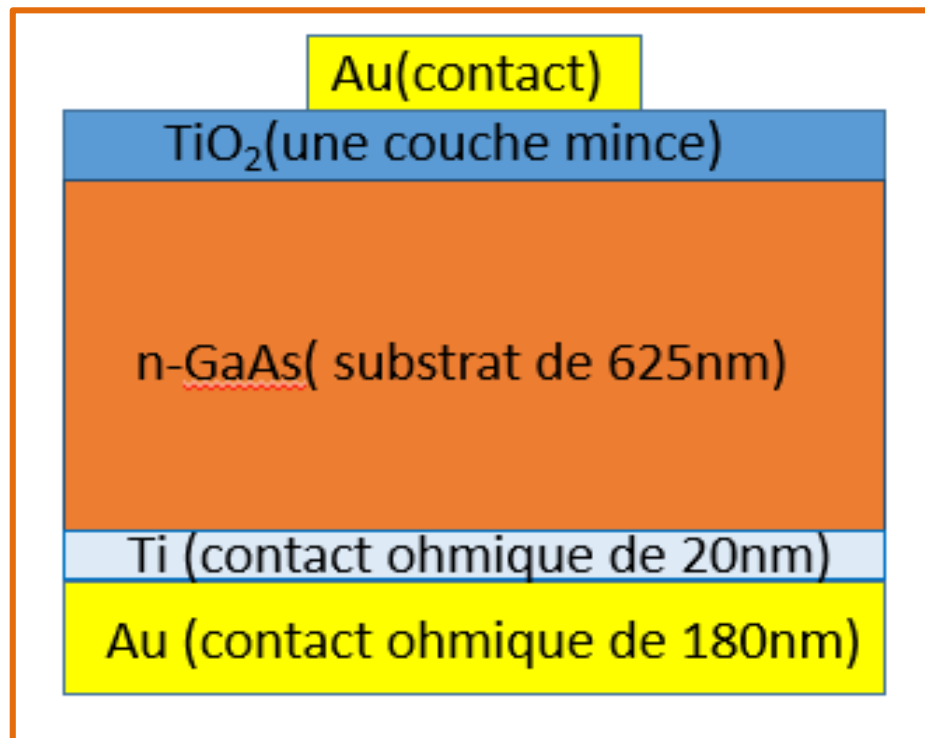 Au(contact)
TiO₂(une couche mince)
n-GaAs( substrat de 625nm)
Ti (contact ohmique de 20nm)
Au (contact ohmique de 180nm)